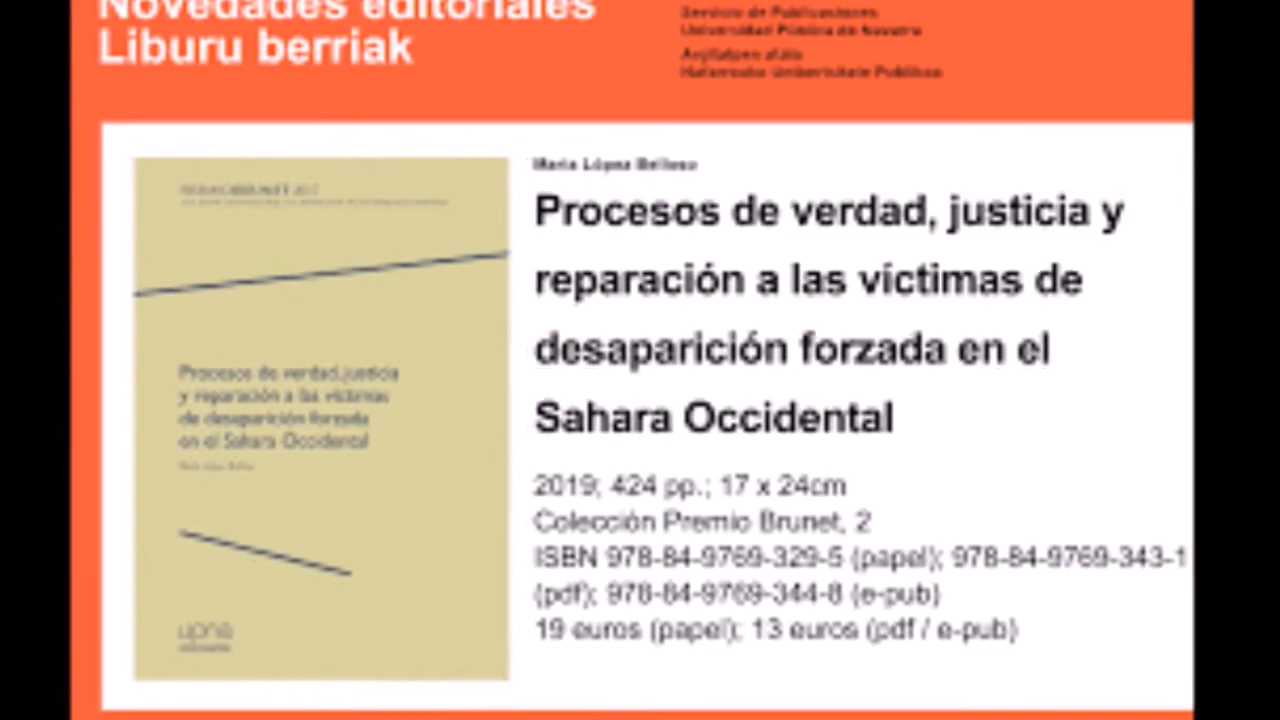 Novedades editoriales
Liburu berriak
Servicio de Publicaciones
Universidad Pública de Navarra
Argitalpen atala
Nafarroako Unibertsitate Publikoa
María López Belloso
Procesos de verdad, justicia y
reparación a las víctimas de
desaparición forzada en el
Sahara Occidental
2019; 424 pp.; 17 x 24cm
Colección Premio Brunet, 2
ISBN 978-84-9769-329-5 (papel); 978-84-9769-343-1
(pdf); 978-84-9769-344-8 (e-pub)
19 euros (papel); 13 euros (pdf / e-pub)
Procesos de verdad, justicia
y reparación a las víctimas
de desaparición forzada
en el Sahara Occidental
upna